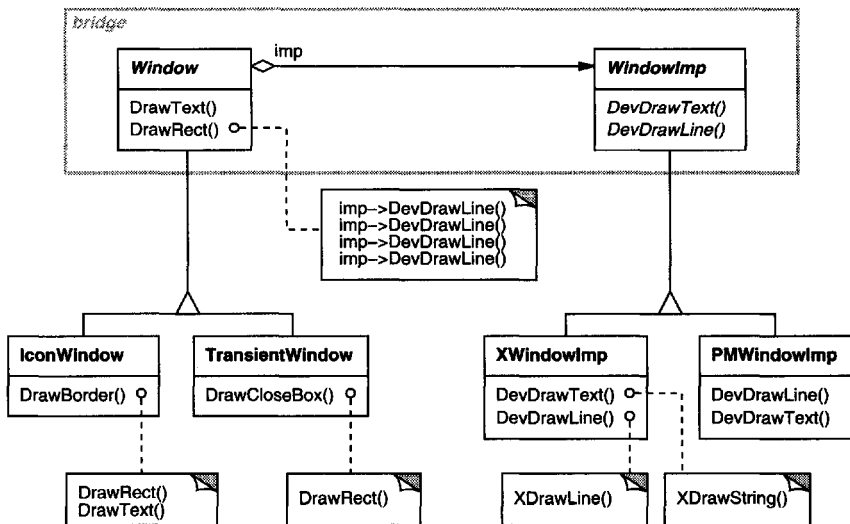 bridge
imp
Window
DrawText()
DrawRect()
WindowImp
DevDrawText()
DevDrawLine()
imp->DevDrawLine()
imp->DevDrawLine()
imp->DevDrawLine()
imp->DevDrawLine()
IconWindow
DrawBorder()
TransientWindow
DrawCloseBox()
XWindowImp
DevDrawText()
DevDrawLine()
PMWindowImp
DevDrawLine()
DevDrawText()
DrawRect()
DrawText()
DrawRect()
XDrawLine()
XDrawString()